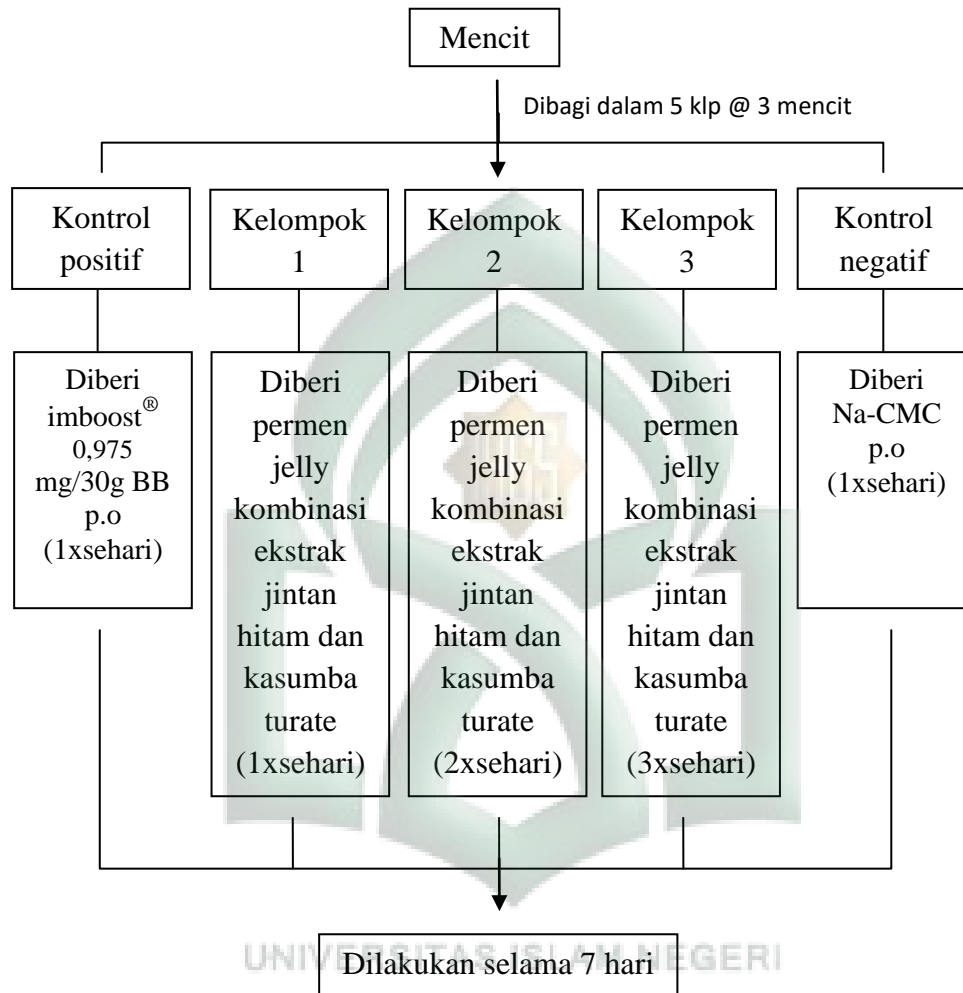 Mencit
Dibagi dalam 5 klp @ 3 mencit
Kontrol
positif
Kelompok
1
Kelompok
2
Kelompok
3
Kontrol
negatif
Diberi
imboost®
0,975
mg/30g BB
p.o
(1xsehari)
Diberi
permen
jelly
kombinasi
ekstrak
jintan
hitam dan
kasumba
turate
(1xsehari)
Diberi
permen
jelly
kombinasi
ekstrak
jintan
hitam dan
kasumba
turate
(2xsehari)
Diberi
permen
jelly
kombinasi
ekstrak
jintan
hitam dan
kasumba
turate
(3xsehari)
Diberi
Na-CMC
p.o
(1xsehari)
UNIVERSITAS ISLAM NEGERI
Dilakukan selama 7 hari